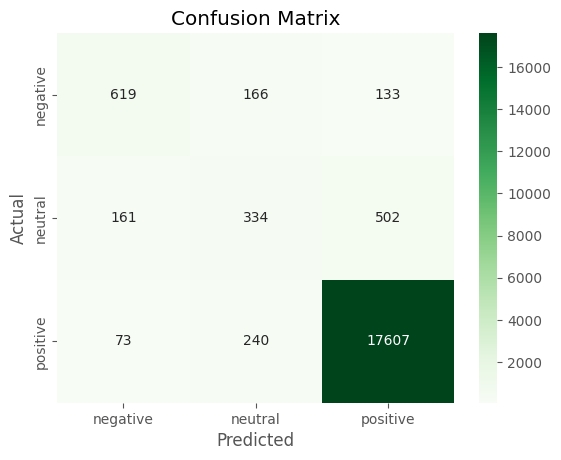 Confusion Matrix
Actual
negative
neutral
positive
619 166 133
161 334 502
73 240 17607
negative neutral positive
Predicted
16000
14000
12000
10000
8000
6000
4000
2000